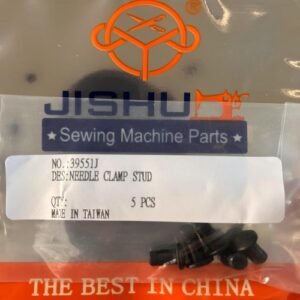 JISHU
★ Sewing Machine Parts ★
NO.:39551J
DES:NEEDLE CLAMP STUD
QTY: 5 PCS
MADE IN TAIWAN
THE BEST IN CHINA